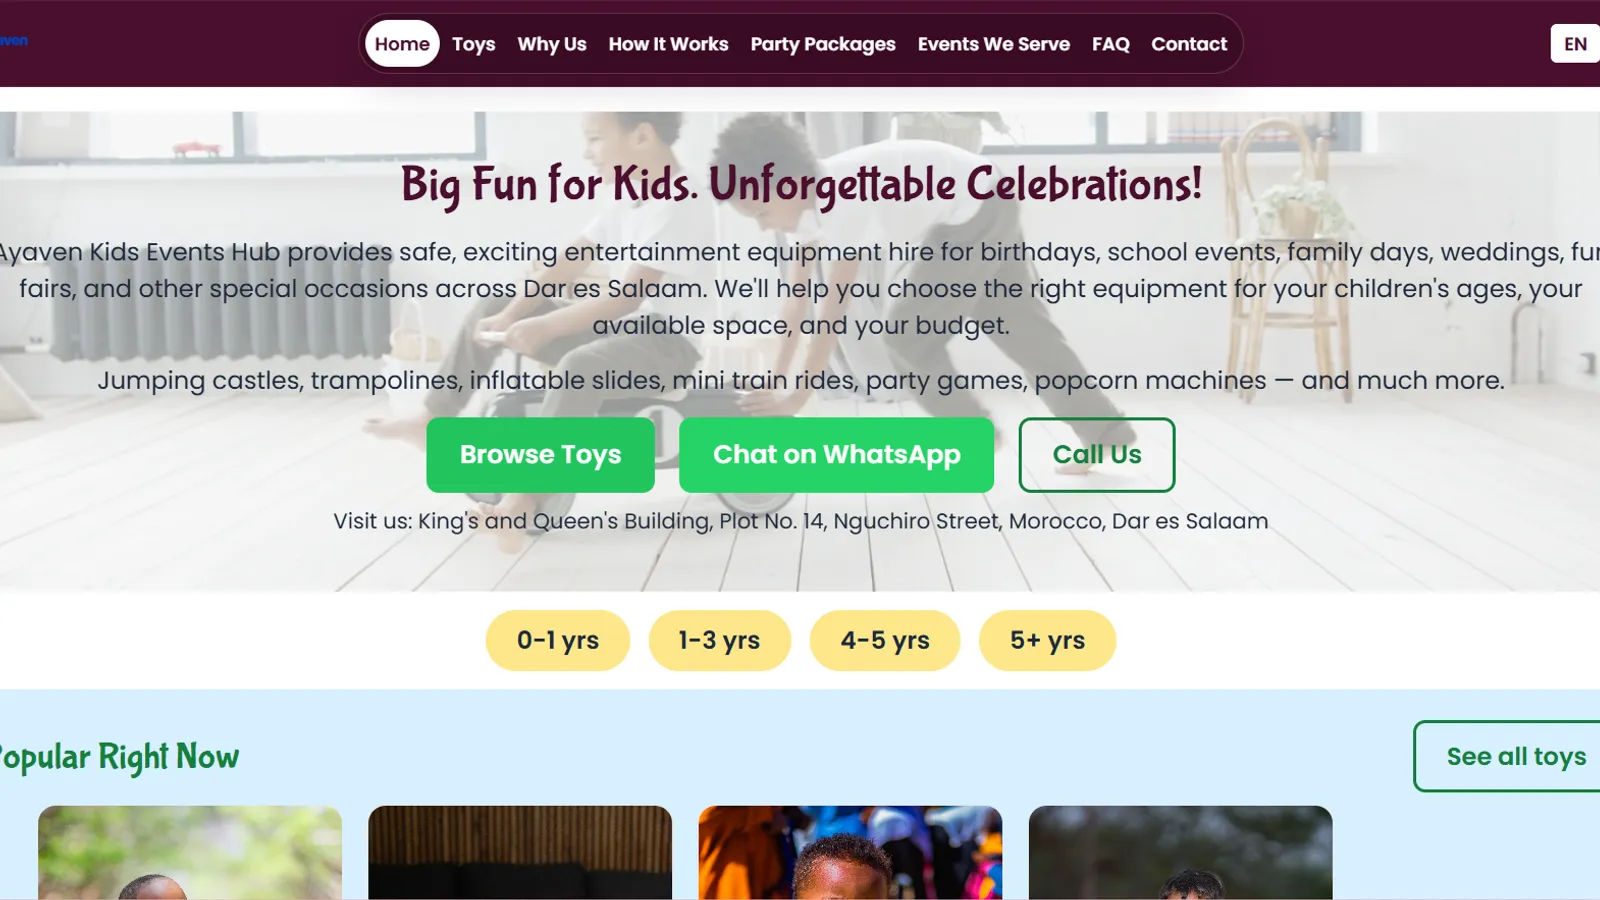 Home Toys Why Us How It Works Party Packages Events We Serve FAQ Contact
EN
Big Fun for Kids. Unforgettable Celebrations!
Ayaven Kids Events Hub provides safe, exciting entertainment equipment hire for birthdays, school events, family days, weddings, fun
fairs, and other special occasions across Dar es Salaam. We'll help you choose the right equipment for your children's ages, your
available space, and your budget.
Jumping castles, trampolines, inflatable slides, mini train rides, party games, popcorn machines — and much more.
Browse Toys
Chat on WhatsApp
Call Us
Visit us: King's and Queen's Building, Plot No. 14, Nguchiro Street, Morocco, Dar es Salaam
0-1 yrs
1-3 yrs
4-5 yrs
5+ yrs
Popular Right Now
See all toys